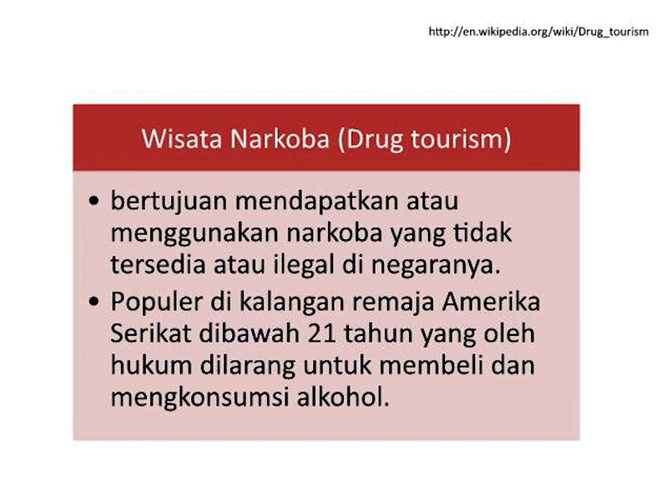 http://en.wikipedia.org/wiki/Drug_tourism
Wisata Narkoba (Drug tourism)
• bertujuan mendapatkan atau
menggunakan narkoba yang tidak
tersedia atau ilegal di negaranya.
• Populer di kalangan remaja Amerika
Serikat dibawah 21 tahun yang oleh
hukum dilarang untuk membeli dan
mengkonsumsi alkohol.